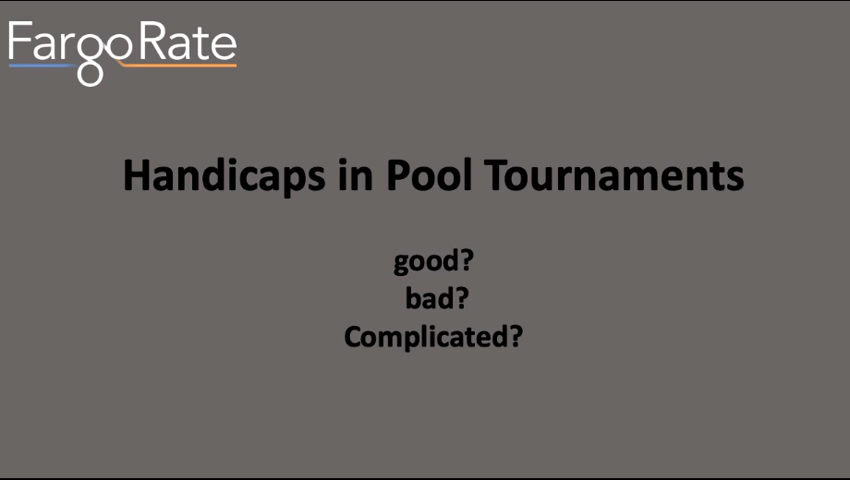 FargoRate
Handicaps in Pool Tournaments
good?
bad?
Complicated?